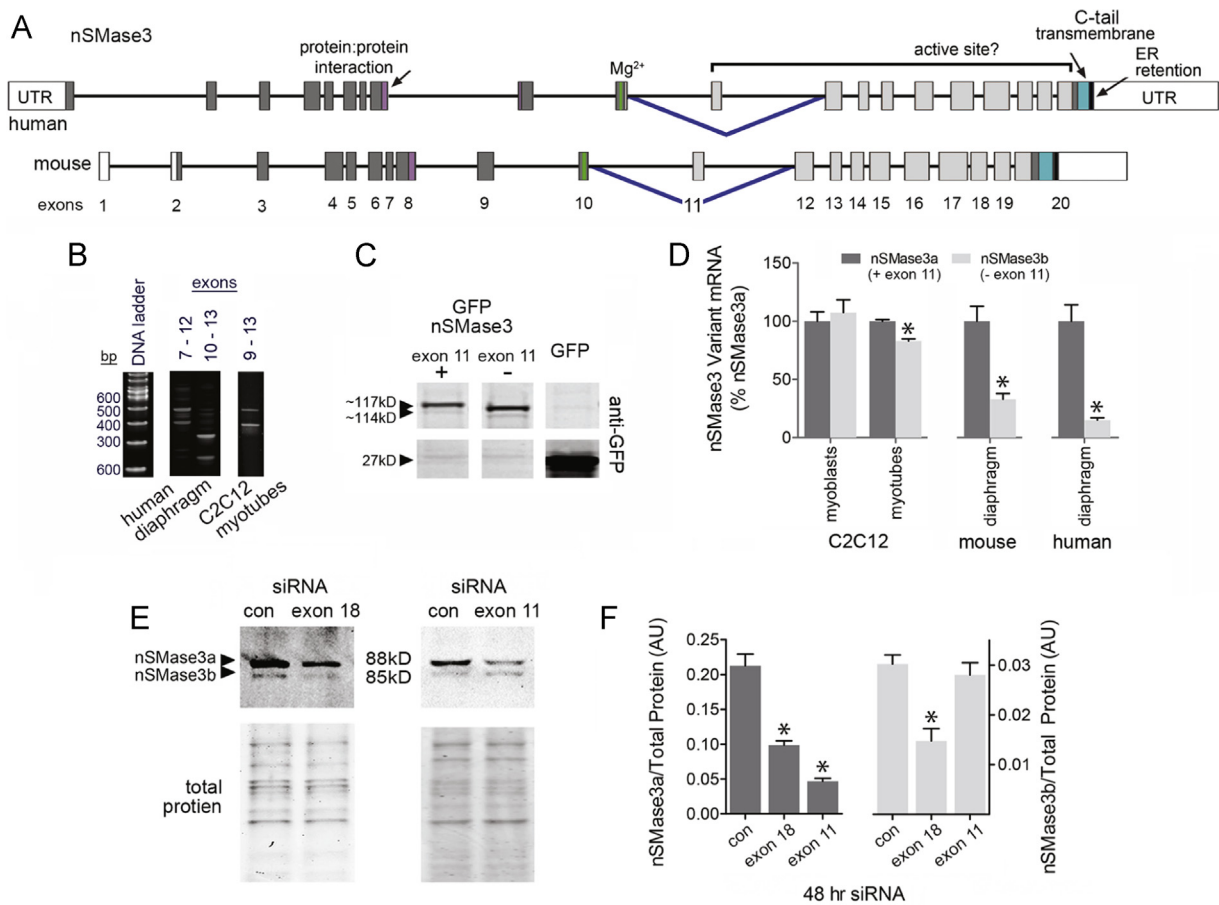 A
nSMase3
protein:protein
interaction
Mg2+
active site?
C-tail
transmembrane
ER
retention
UTR
UTR
human
mouse
exons 1 2 3 4 5 6 7 8 9 10 11 12 13 14 15 16 17 18 19 20
B
exons
bp
DNA ladder
7 - 12
10 - 13
9 - 13
600
500
400
300
600
human
diaphragm
C2C12
myotubes
C
GFP
nSMase3
exon 11 exon 11
+ -
GFP
~117kD
~114kD
27kD
anti-GFP
D
nSMase3a
(+ exon 11)
nSMase3b
(- exon 11)
nSMase3 Variant mRNA
(% nSMase3a)
150
100
50
0
*
*
*
myoblasts
myotubes
diaphragm
diaphragm
C2C12 mouse human
E
siRNA
con exon 18
siRNA
con exon 11
nSMase3a
nSMase3b
88kD
85kD
total
protien
F
nSMase3a/Total Protein (AU)
0.25
0.20
0.15
0.10
0.05
0.00
*
*
con
exon 18
exon 11
*
con
exon 18
exon 11
0.03
0.02
0.01
nSMase3b/Total Protein (AU)
48 hr siRNA